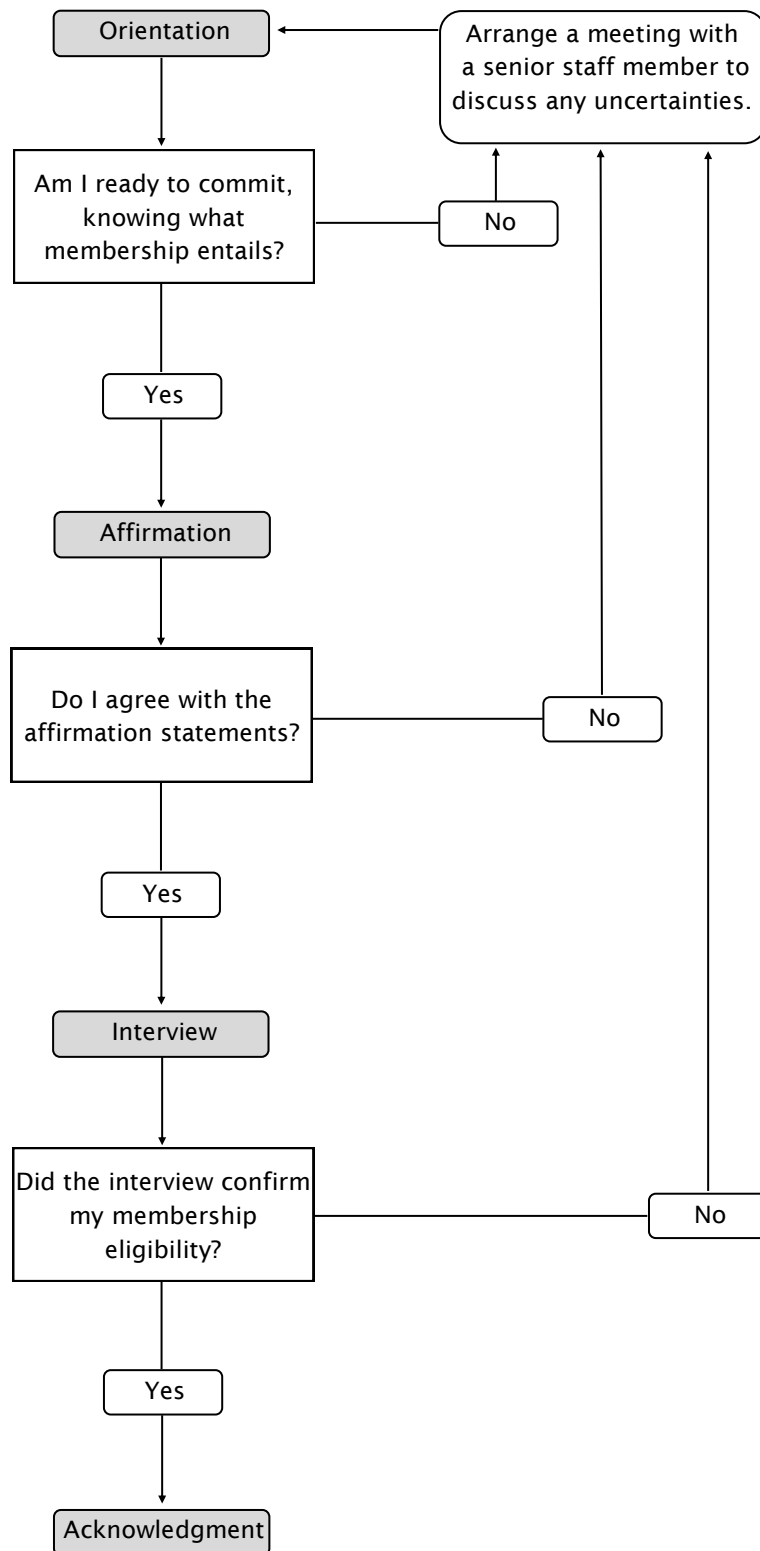 Orientation
Arrange a meeting with
a senior staff member to
discuss any uncertainties.
Am I ready to commit,
knowing what
membership entails?
No
Yes
Affirmation
Do I agree with the
affirmation statements?
No
Yes
Interview
Did the interview confirm
my membership
eligibility?
No
Yes
Acknowledgment